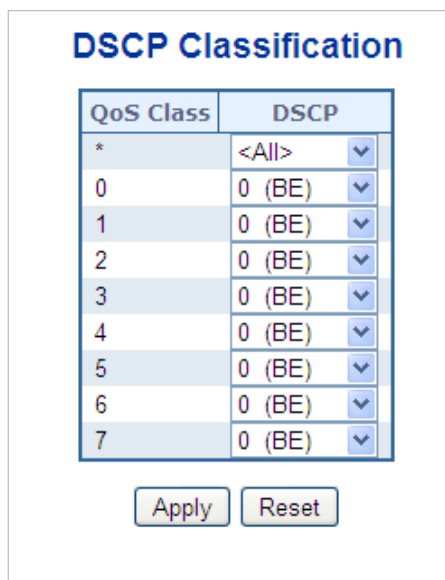 DSCP Classification
QoS Class DSCP
* <All>
0 0 (BE)
1 0 (BE)
2 0 (BE)
3 0 (BE)
4 0 (BE)
5 0 (BE)
6 0 (BE)
7 0 (BE)
Apply Reset